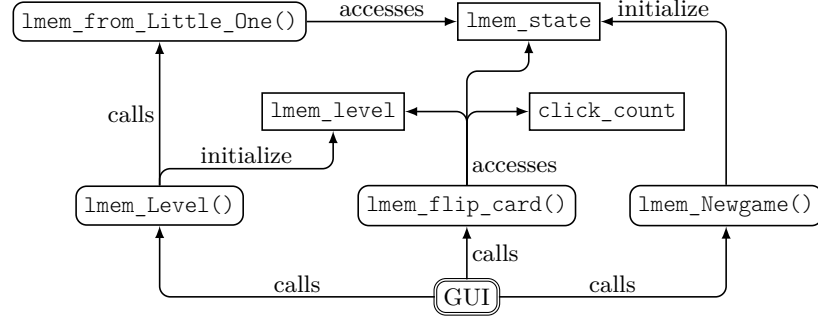 lmem_from_Little_One()
accesses
lmem_state
initialize
calls
lmem_level
click_count
initialize
accesses
lmem_Level()
lmem_flip_card()
lmem_Newgame()
calls
calls
GUI
calls